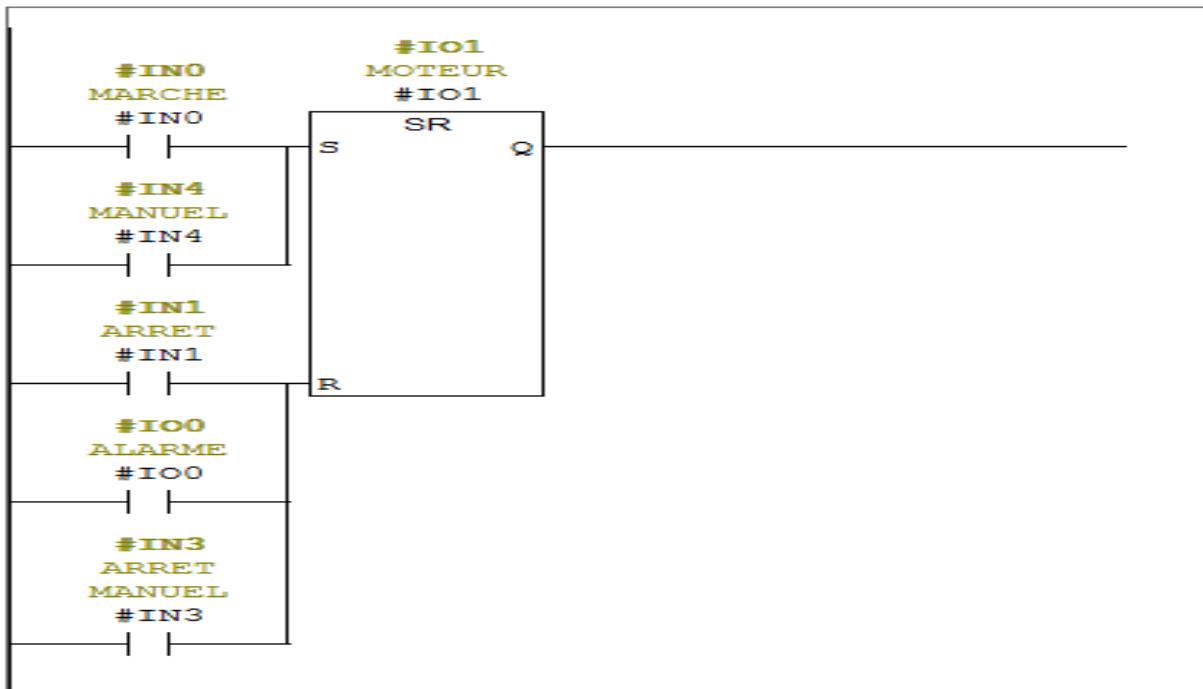 #IN0
MARCHE
#IN0
#IO1
MOTEUR
#IO1
SR
S
Q
#IN4
MANUEL
#IN4
#IN1
ARRET
#IN1
R
#IO0
ALARME
#IO0
#IN3
ARRET
MANUEL
#IN3